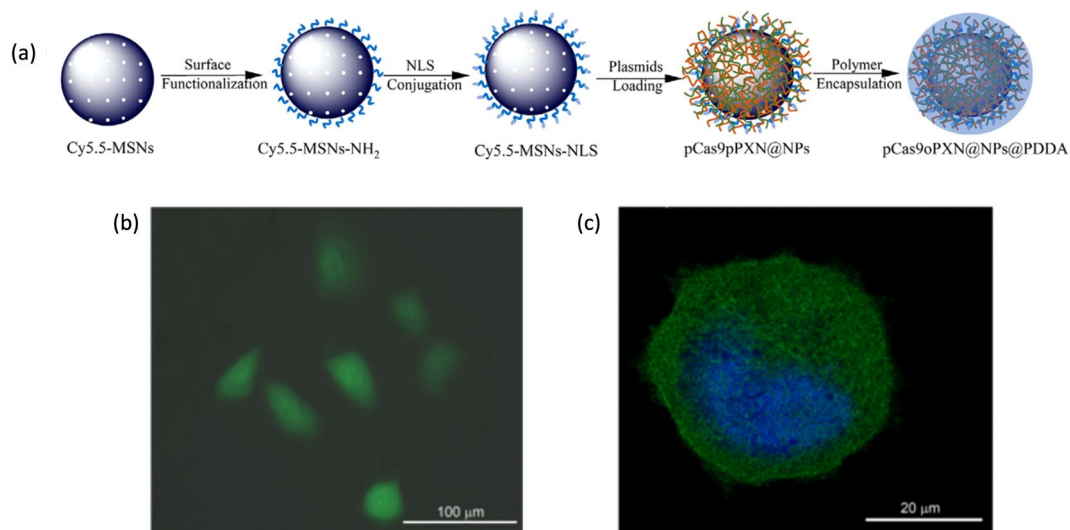 (a)
Surface
Functionalization
NLS
Conjugation
Plasmids
Loading
Polymer
Encapsulation
Cy5.5-MSNs
Cy5.5-MSNs-NH₂
Cy5.5-MSNs-NLS
pCas9pPXN@NPs
pCas9oPXN@NPs@PDDA
(b)
(c)
100 μm
20 μm